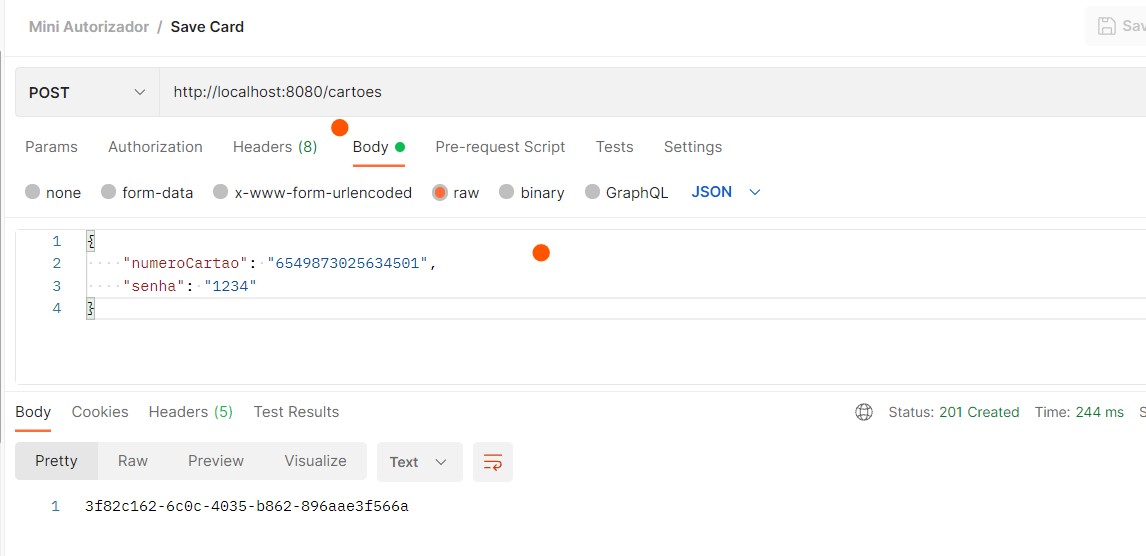 Mini Autorizador / Save Card
Sav
POST http://localhost:8080/cartoes
Params Authorization Headers (8) Body Pre-request Script Tests Settings
none form-data x-www-form-urlencoded raw binary GraphQL JSON
1 {
2 "numeroCartao": "6549873025634501",
3 "senha": "1234"
4 }
Body Cookies Headers (5) Test Results Status: 201 Created Time: 244 ms S
Pretty Raw Preview Visualize Text
1 3f82c162-6c0c-4035-b862-896aae3f566a